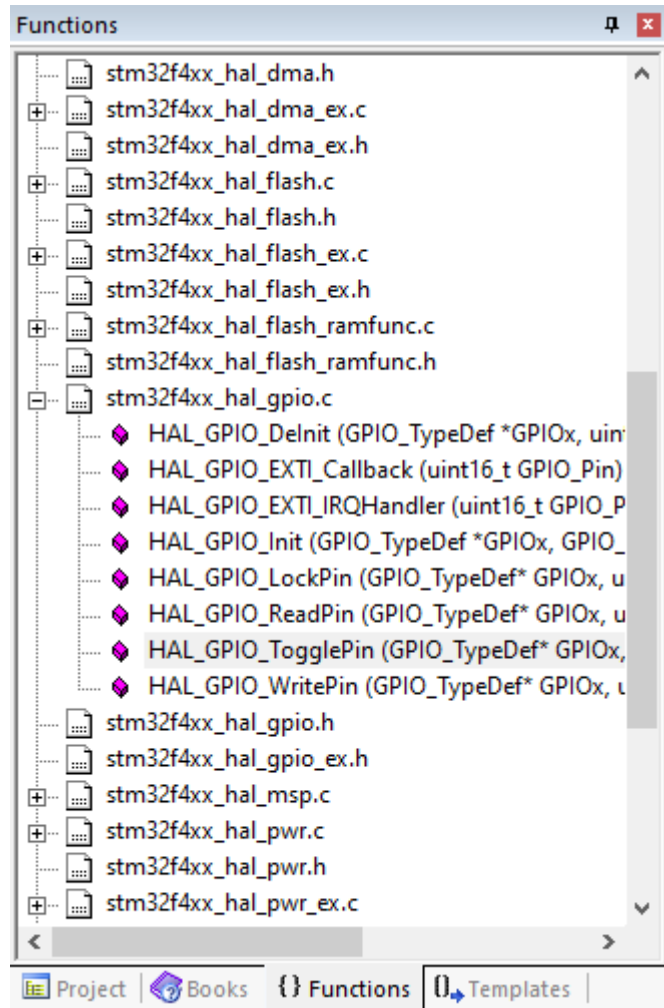 Functions
stm32f4xx_hal_dma.h
stm32f4xx_hal_dma_ex.c
stm32f4xx_hal_dma_ex.h
stm32f4xx_hal_flash.c
stm32f4xx_hal_flash.h
stm32f4xx_hal_flash_ex.c
stm32f4xx_hal_flash_ex.h
stm32f4xx_hal_flash_ramfunc.c
stm32f4xx_hal_flash_ramfunc.h
stm32f4xx_hal_gpio.c
HAL_GPIO_DeInit (GPIO_TypeDef *GPIOx, uin
HAL_GPIO_EXTI_Callback (uint16_t GPIO_Pin)
HAL_GPIO_EXTI_IRQHandler (uint16_t GPIO_P
HAL_GPIO_Init (GPIO_TypeDef *GPIOx, GPIO_
HAL_GPIO_LockPin (GPIO_TypeDef* GPIOx, u
HAL_GPIO_ReadPin (GPIO_TypeDef* GPIOx, u
HAL_GPIO_TogglePin (GPIO_TypeDef* GPIOx,
HAL_GPIO_WritePin (GPIO_TypeDef* GPIOx, u
stm32f4xx_hal_gpio.h
stm32f4xx_hal_gpio_ex.h
stm32f4xx_hal_msp.c
stm32f4xx_hal_pwr.c
stm32f4xx_hal_pwr.h
stm32f4xx_hal_pwr_ex.c
Project Books {} Functions 0 Templates